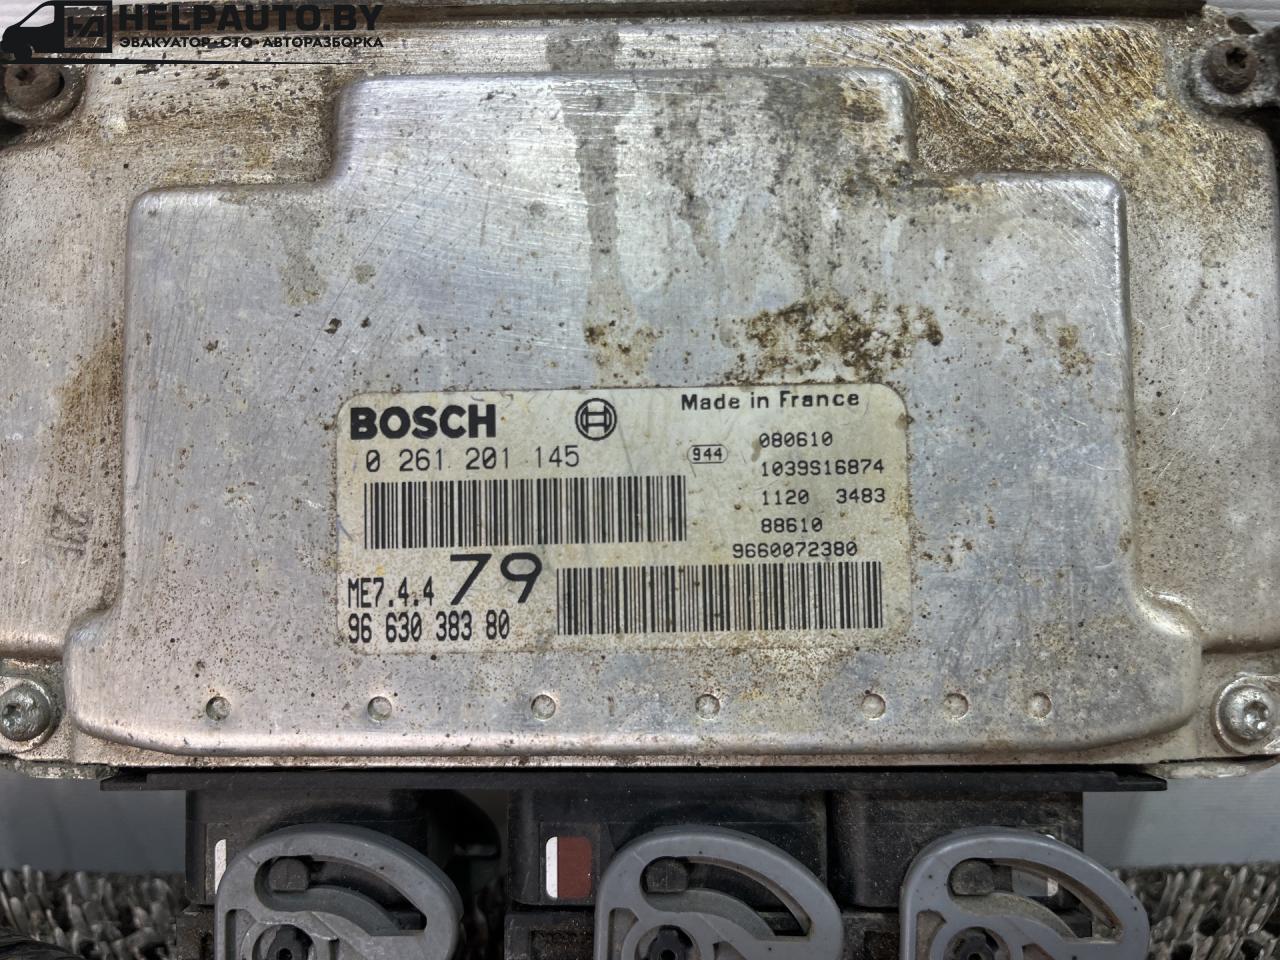 HELPAUTO.BY
ЭВАКУАТОР•СТО•АВТОРАЗБОРКА
BOSCH
Made in France
0 261 201 145
944
080610
1039S16874
1120 3483
88610
9660072380
ME7.4.4 79
96 630 383 80